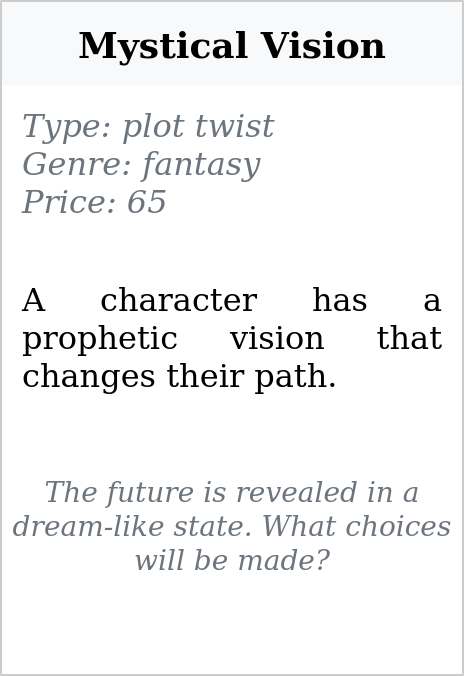 Mystical Vision
Type: plot twist
Genre: fantasy
Price: 65
A character has a
prophetic vision that
changes their path.
The future is revealed in a
dream-like state. What choices
will be made?